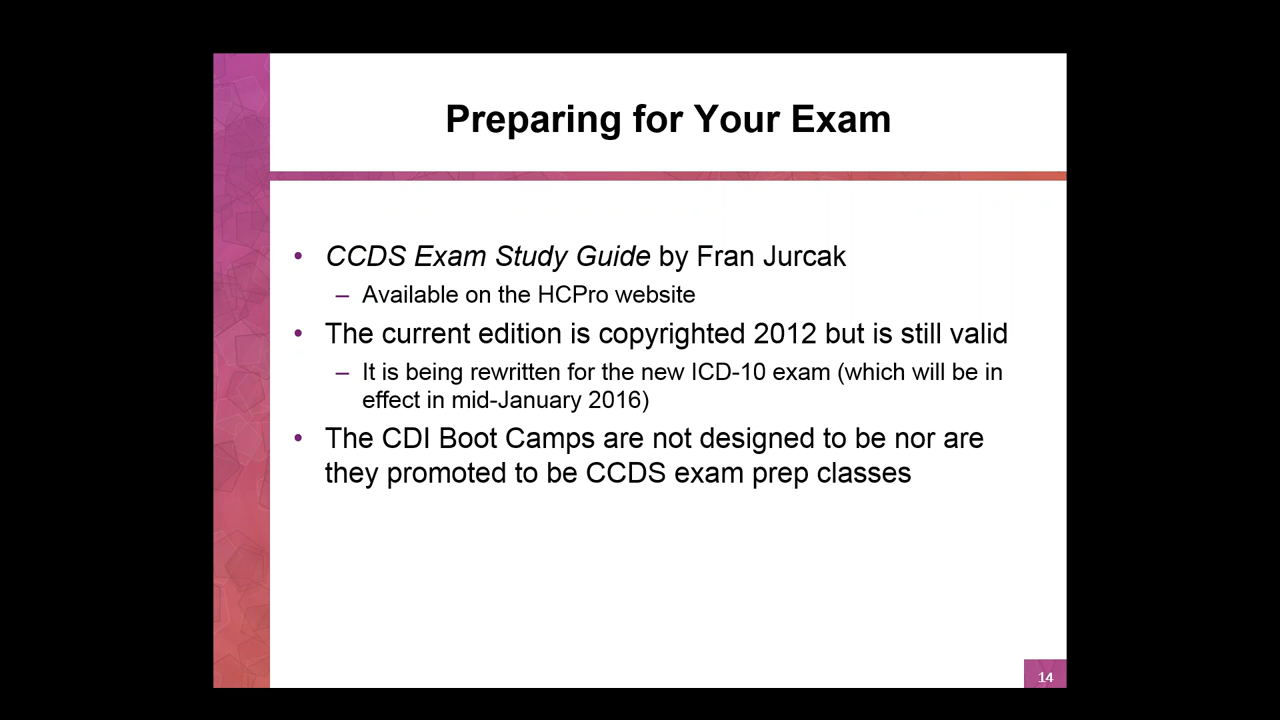 Preparing for Your Exam
• CCDS Exam Study Guide by Fran Jurcak
– Available on the HCPro website
• The current edition is copyrighted 2012 but is still valid
– It is being rewritten for the new ICD-10 exam (which will be in
effect in mid-January 2016)
• The CDI Boot Camps are not designed to be nor are
they promoted to be CCDS exam prep classes
14